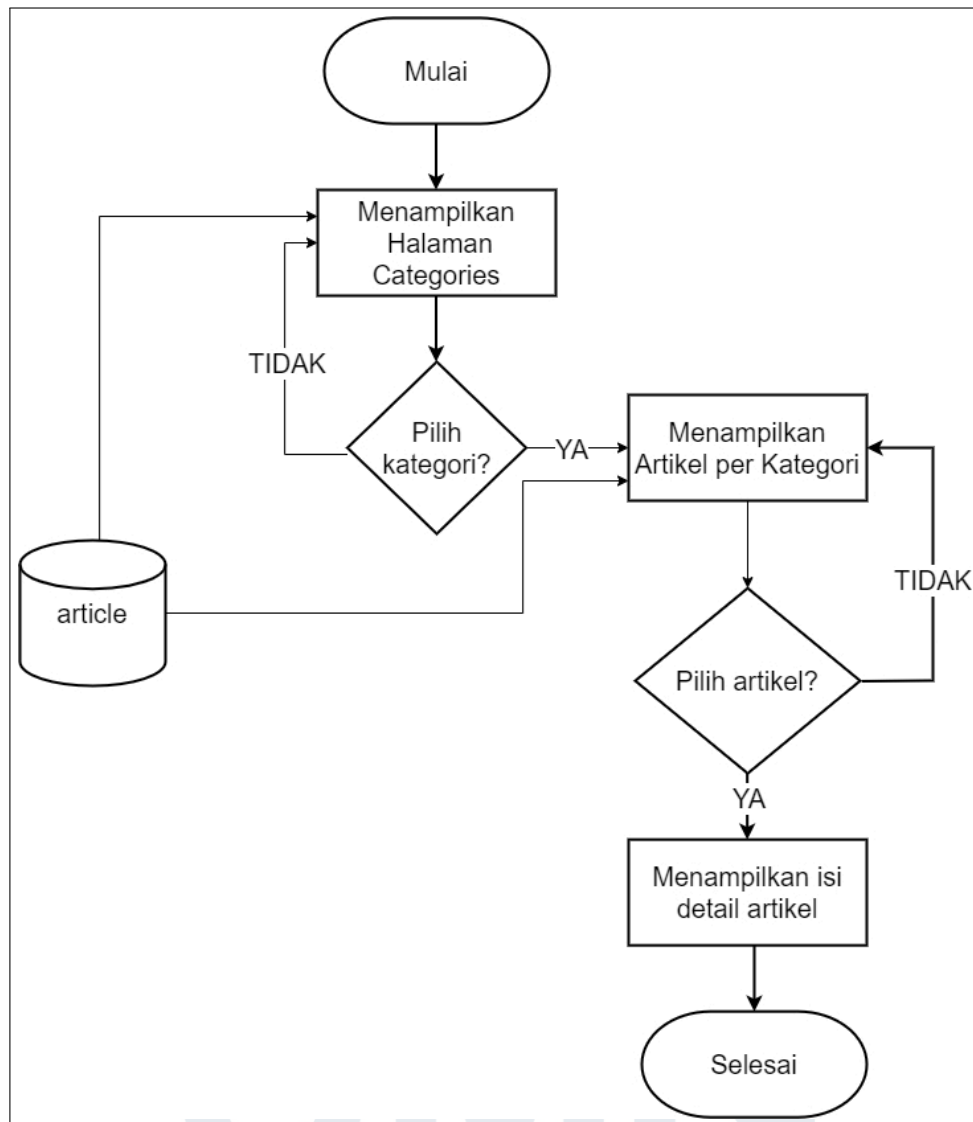 Mulai
Menampilkan
Halaman
Categories
TIDAK
Pilih
kategori?
YA
Menampilkan
Artikel per Kategori
article
TIDAK
Pilih artikel?
YA
Menampilkan isi
detail artikel
Selesai